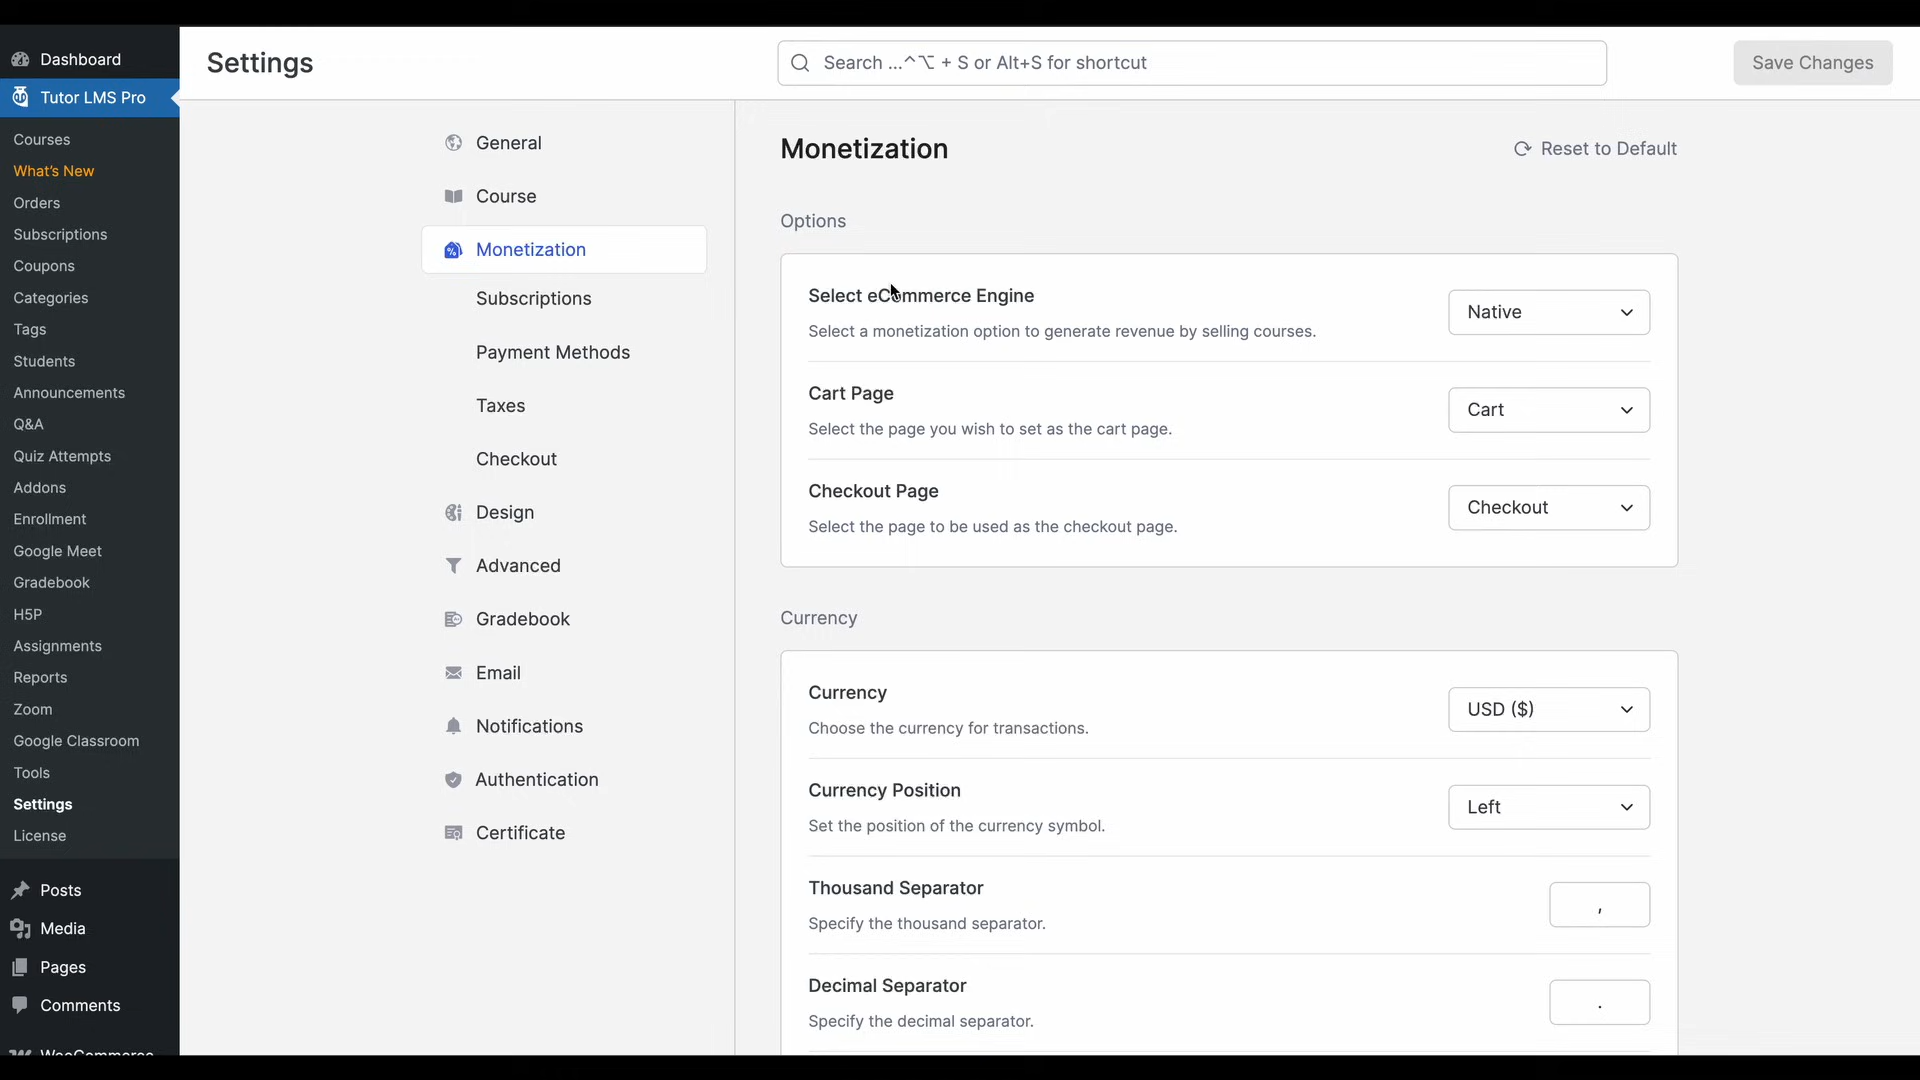 Dashboard
Tutor LMS Pro
Courses
What's New
Orders
Subscriptions
Coupons
Categories
Tags
Students
Announcements
Q&A
Quiz Attempts
Addons
Enrollment
Google Meet
Gradebook
H5P
Assignments
Reports
Zoom
Google Classroom
Tools
Settings
License
Posts
Media
Pages
Comments
WooCommerce
Settings
Search ...^⌥ + S or Alt+S for shortcut
Save Changes
General
Course
Monetization
Subscriptions
Payment Methods
Taxes
Checkout
Design
Advanced
Gradebook
Email
Notifications
Authentication
Certificate
Monetization
Reset to Default
Options
Select eCommerce Engine
Select a monetization option to generate revenue by selling courses.
Native
Cart Page
Select the page you wish to set as the cart page.
Cart
Checkout Page
Select the page to be used as the checkout page.
Checkout
Currency
Currency
Choose the currency for transactions.
USD ($)
Currency Position
Set the position of the currency symbol.
Left
Thousand Separator
Specify the thousand separator.
,
Decimal Separator
Specify the decimal separator.
.